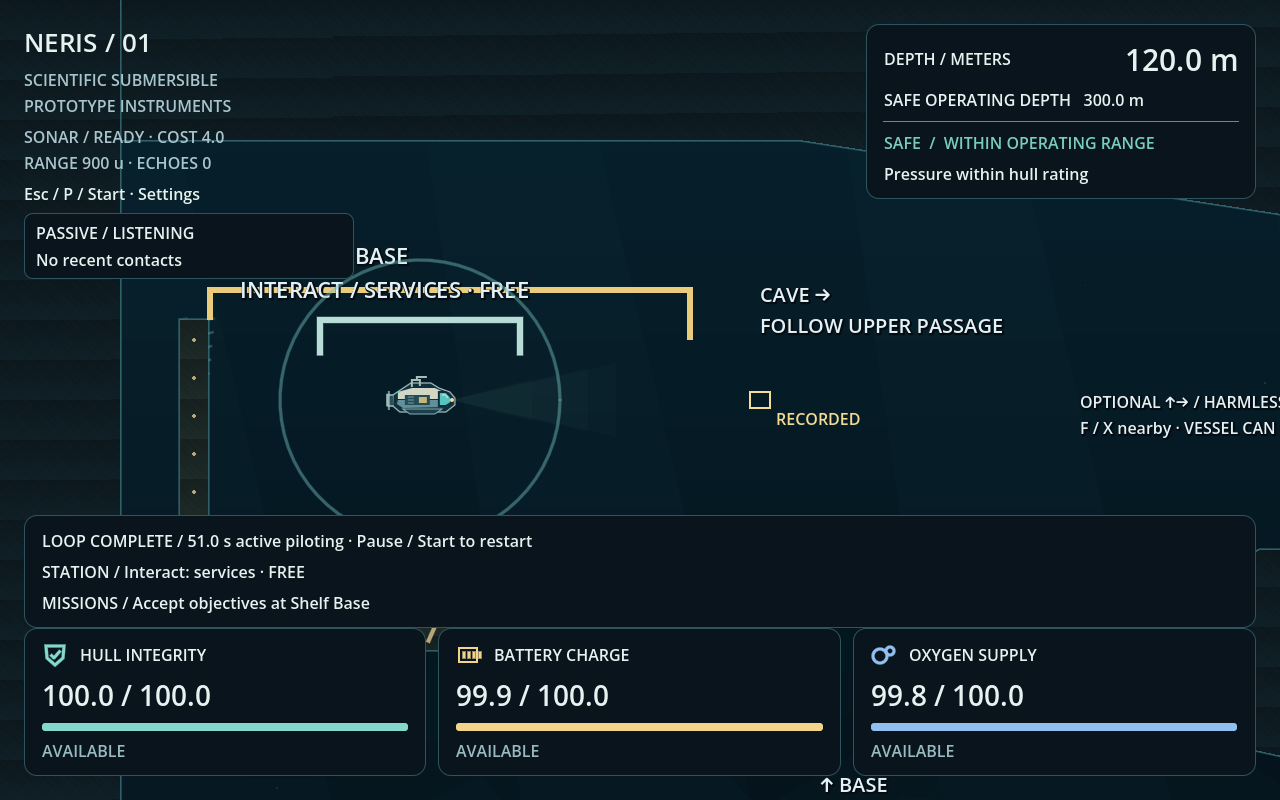 NERIS / 01
SCIENTIFIC SUBMERSIBLE
PROTOTYPE INSTRUMENTS
SONAR / READY · COST 4.0
RANGE 900 u · ECHOES 0
Esc / P / Start · Settings
PASSIVE / LISTENING
No recent contacts
DEPTH / METERS 120.0 m
SAFE OPERATING DEPTH 300.0 m
SAFE / WITHIN OPERATING RANGE
Pressure within hull rating
BASE
INTERACT / SERVICES · FREE
CAVE →
FOLLOW UPPER PASSAGE
RECORDED
OPTIONAL ↑→ / HARMLESS
F / X nearby · VESSEL CAN
LOOP COMPLETE / 51.0 s active piloting · Pause / Start to restart
STATION / Interact: services · FREE
MISSIONS / Accept objectives at Shelf Base
HULL INTEGRITY
100.0 / 100.0
AVAILABLE
BATTERY CHARGE
99.9 / 100.0
AVAILABLE
OXYGEN SUPPLY
99.8 / 100.0
AVAILABLE
↑ BASE